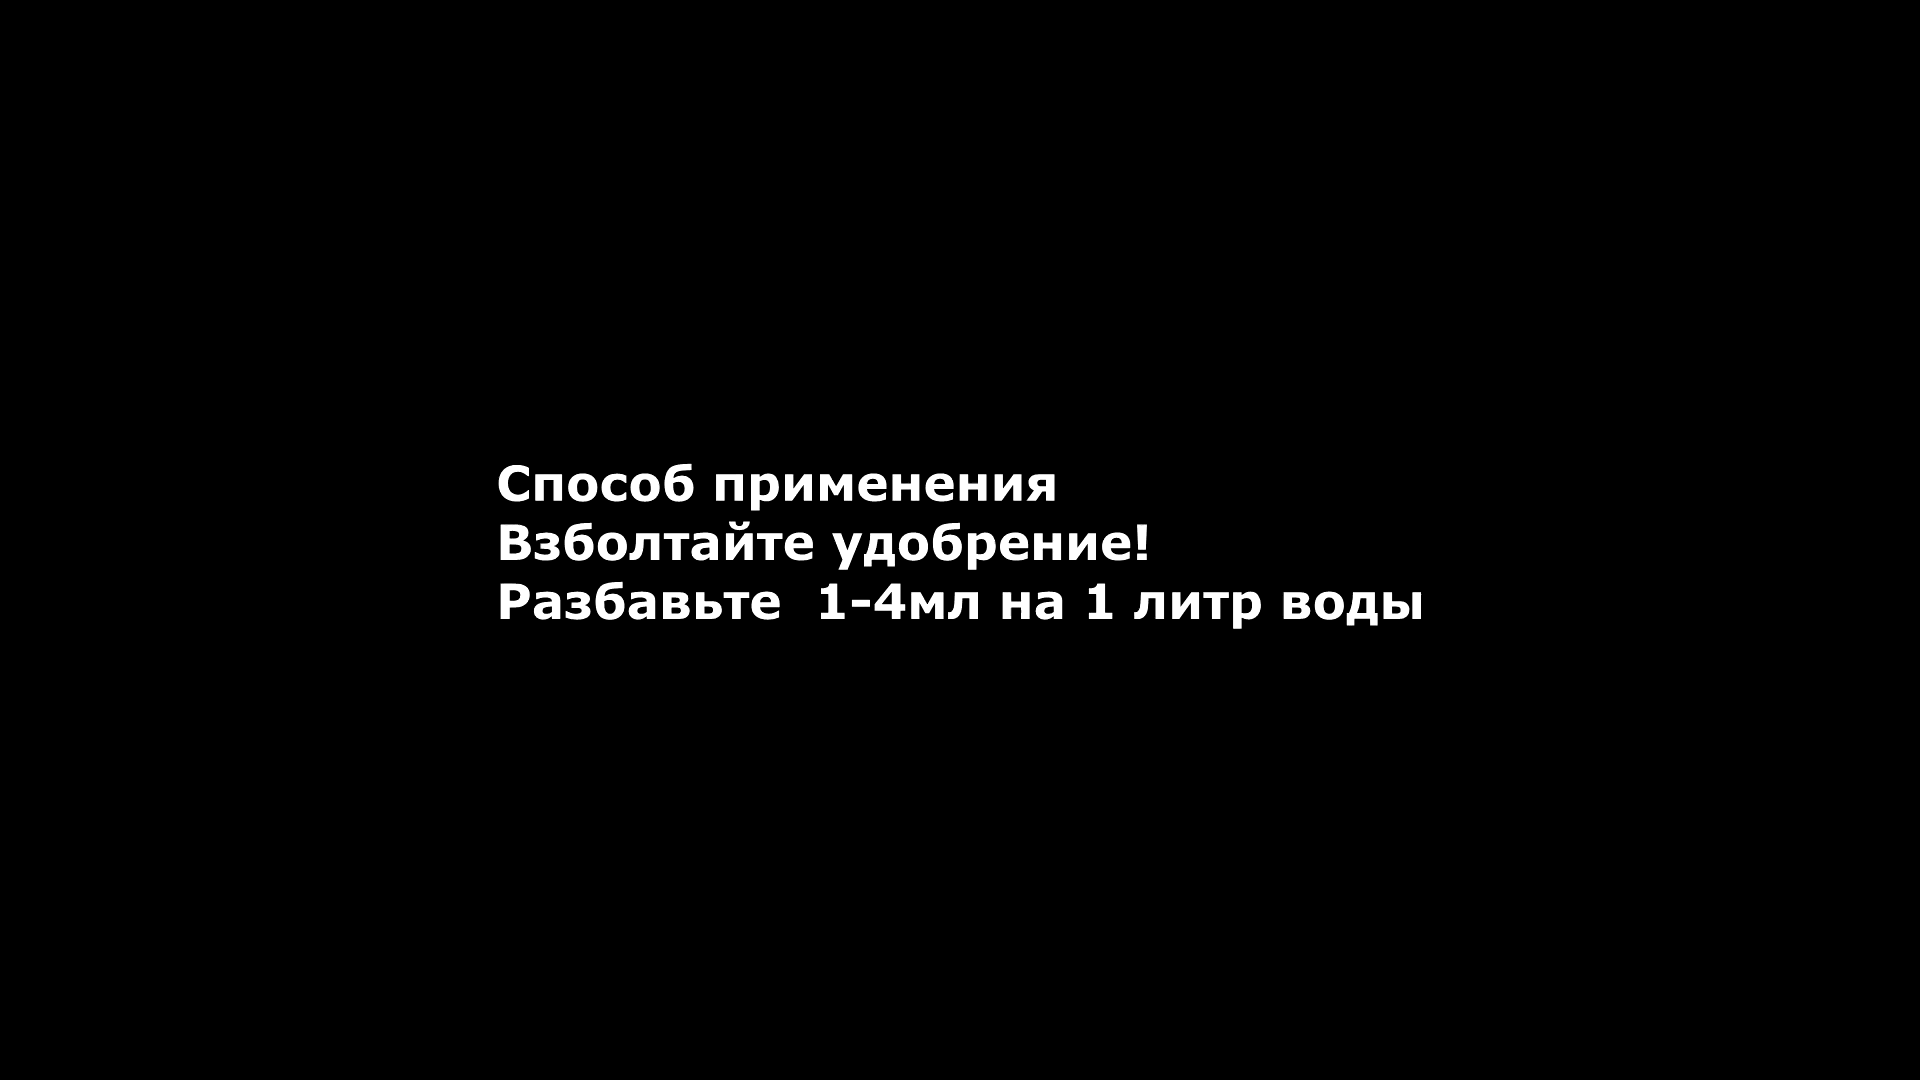 Способ применения
Взболтайте удобрение!
Разбавьте  1-4мл на 1 литр воды